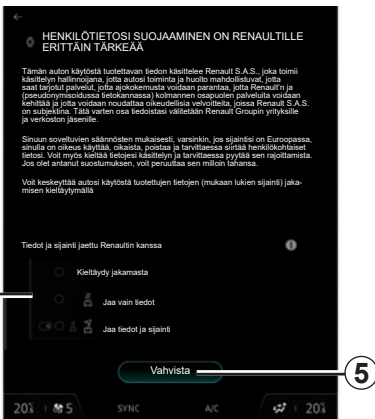 HENKILÖTIETOSI SUOJAAMINEN ON RENAULTILLE
ERITTÄIN TÄRKEÄÄ
Tämän auton käytöstä tuotettavan tiedon käsittelee Renault S.A.S., joka toimii
käsittelyn hallinnoijana, jotta autosi toiminta ja huolto mahdollistuvat, jotta
saat tarjotut palvelut, jotta ajokokemusta voidaan parantaa, jotta Renault'n ja
(pseudonymisoidussa tietokannassa) kolmannen osapuolen palveluita voidaan
kehittää ja jotta voidaan noudattaa oikeudellisia velvoitteita, joissa Renault S.A.S.
on subjektina. Tätä varten osa tiedoistasi välitetään Renault Groupin yrityksille
ja verkoston jäsenille.
Sinuun soveltuvien säännösten mukaisesti, varsinkin, jos sijaintisi on Euroopassa,
sinulla on oikeus käyttää, oikaista, poistaa ja tarvittaessa siirtää henkilökohtaiset
tietosi. Voit myös kieltää tietojesi käsittelyn ja tarvittaessa pyytää sen rajoittamista.
Jos olet antanut suostumuksen, voit peruuttaa sen milloin tahansa.
Voit keskeyttää autosi käytöstä tuotettujen tietojen (mukaan lukien sijainti) jaka-
misen kieltäytymällä
Tiedot ja sijainti jaettu Renaultin kanssa
Kieltäydy jakamasta
Jaa vain tiedot
Jaa tiedot ja sijainti
Vahvista
5
5 SYNC A/C